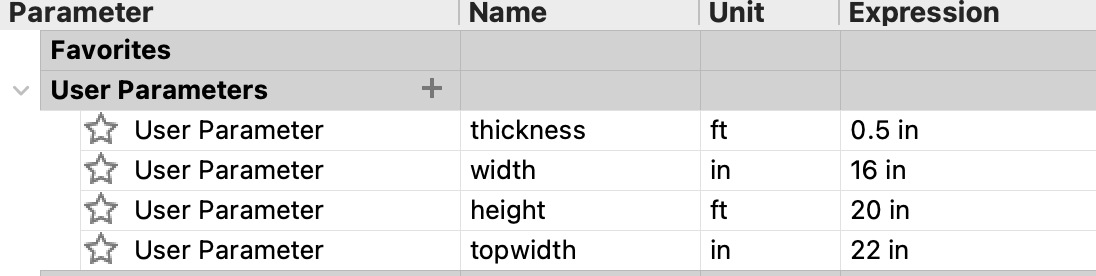 Parameter Name Unit Expression
Favorites
User Parameters +
User Parameter thickness ft 0.5 in
User Parameter width in 16 in
User Parameter height ft 20 in
User Parameter topwidth in 22 in